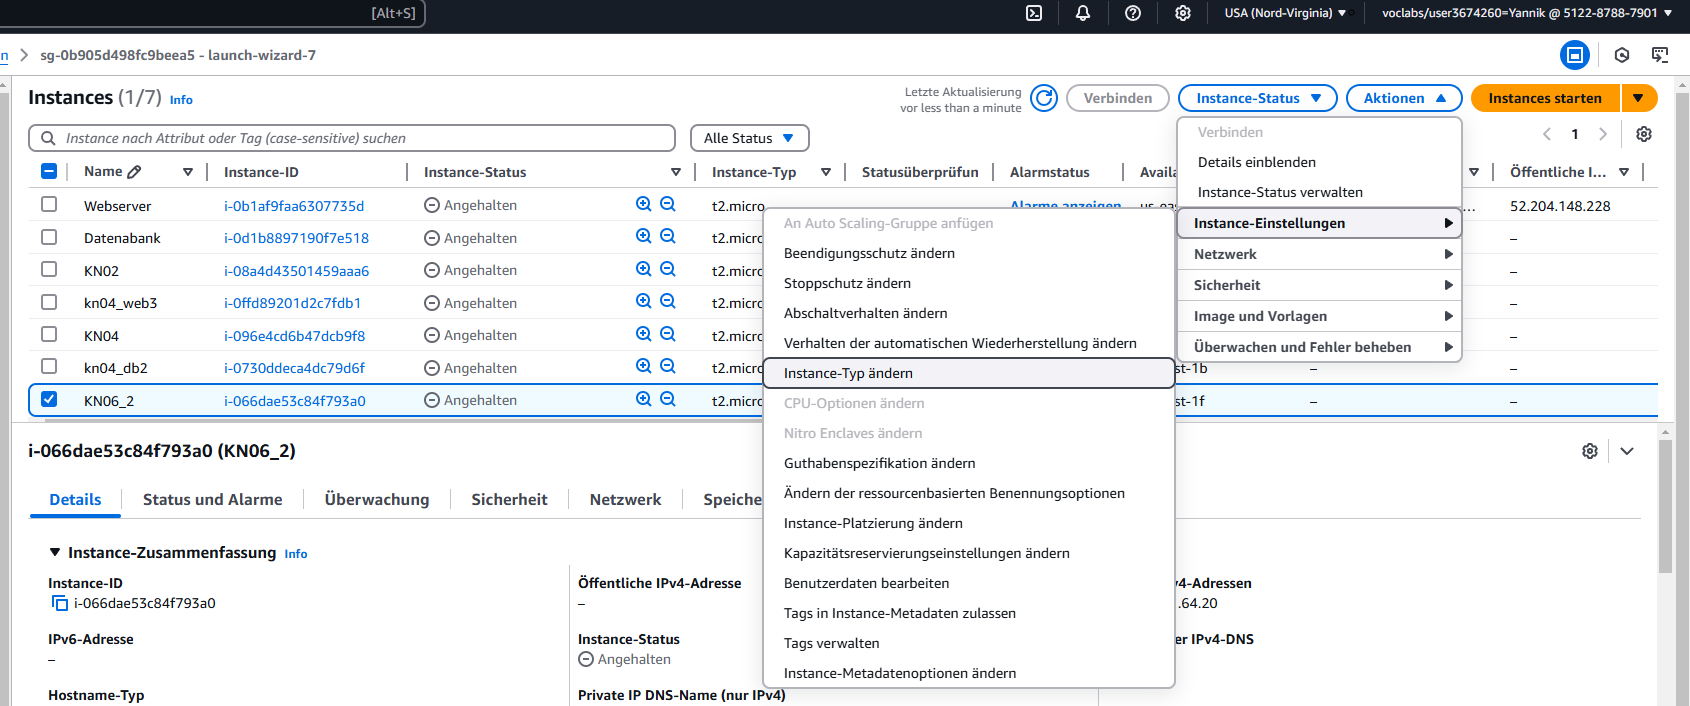 [Alt+S]
USA (Nord-Virginia)
voclabs/user3674260=Yannik @ 5122-8788-7901
n
sg-0b905d498fc9beea5 - launch-wizard-7
Instances (1/7) Info
Letzte Aktualisierung
vor less than a minute
Verbinden
Instance-Status
Aktionen
Instances starten
Instance nach Attribut oder Tag (case-sensitive) suchen
Alle Status
1
Name
Instance-ID
Instance-Status
Instance-Typ
Statusüberprüfun
Alarmstatus
Availa
Öffentliche I...
Webserver i-0b1af9faa6307735d Angehalten t2.micro Alarme anzeigen us-eas ... 52.204.148.228
Datenabank i-0d1b8897190f7e518 Angehalten t2.micro –
KN02 i-08a4d43501459aaa6 Angehalten t2.micro –
kn04_web3 i-0ffd89201d2c7fdb1 Angehalten t2.micro –
KN04 i-096e4cd6b47dcb9f8 Angehalten t2.micro –
kn04_db2 i-0730ddeca4dc79d6f Angehalten t2.micro st-1b – –
KN06_2 i-066dae53c84f793a0 Angehalten t2.micro st-1f – –
Verbinden
Details einblenden
Instance-Status verwalten
Instance-Einstellungen
Netzwerk
Sicherheit
Image und Vorlagen
Überwachen und Fehler beheben
An Auto Scaling-Gruppe anfügen
Beendigungsschutz ändern
Stoppschutz ändern
Abschaltverhalten ändern
Verhalten der automatischen Wiederherstellung ändern
Instance-Typ ändern
CPU-Optionen ändern
Nitro Enclaves ändern
Guthabenspezifikation ändern
Ändern der ressourcenbasierten Benennungsoptionen
Instance-Platzierung ändern
Kapazitätsreservierungseinstellungen ändern
Benutzerdaten bearbeiten
Tags in Instance-Metadaten zulassen
Tags verwalten
Instance-Metadatenoptionen ändern
i-066dae53c84f793a0 (KN06_2)
Details
Status und Alarme
Überwachung
Sicherheit
Netzwerk
Speiche
Instance-Zusammenfassung Info
Instance-ID
i-066dae53c84f793a0
Öffentliche IPv4-Adresse
–
v4-Adressen
.64.20
IPv6-Adresse
–
Instance-Status
Angehalten
er IPv4-DNS
Hostname-Typ
Private IP DNS-Name (nur IPv4)